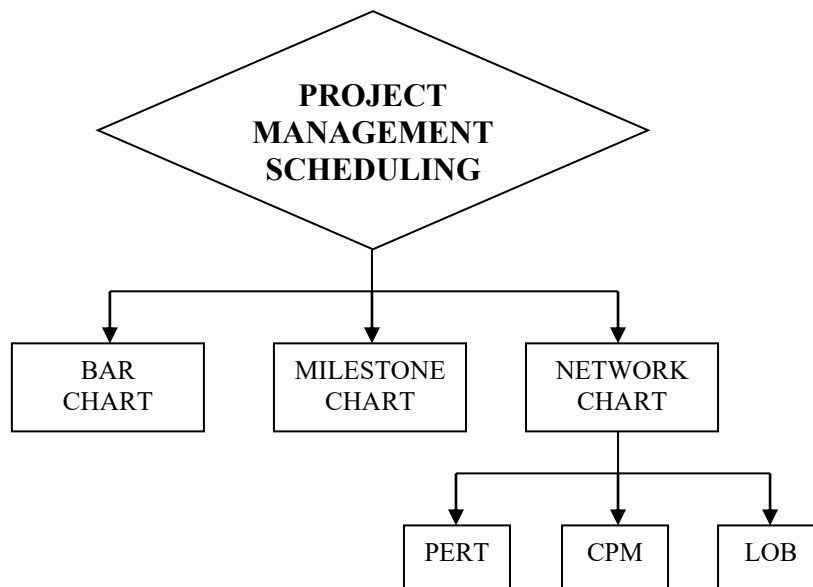 PROJECT
MANAGEMENT
SCHEDULING
BAR
CHART
MILESTONE
CHART
NETWORK
CHART
PERT
CPM
LOB